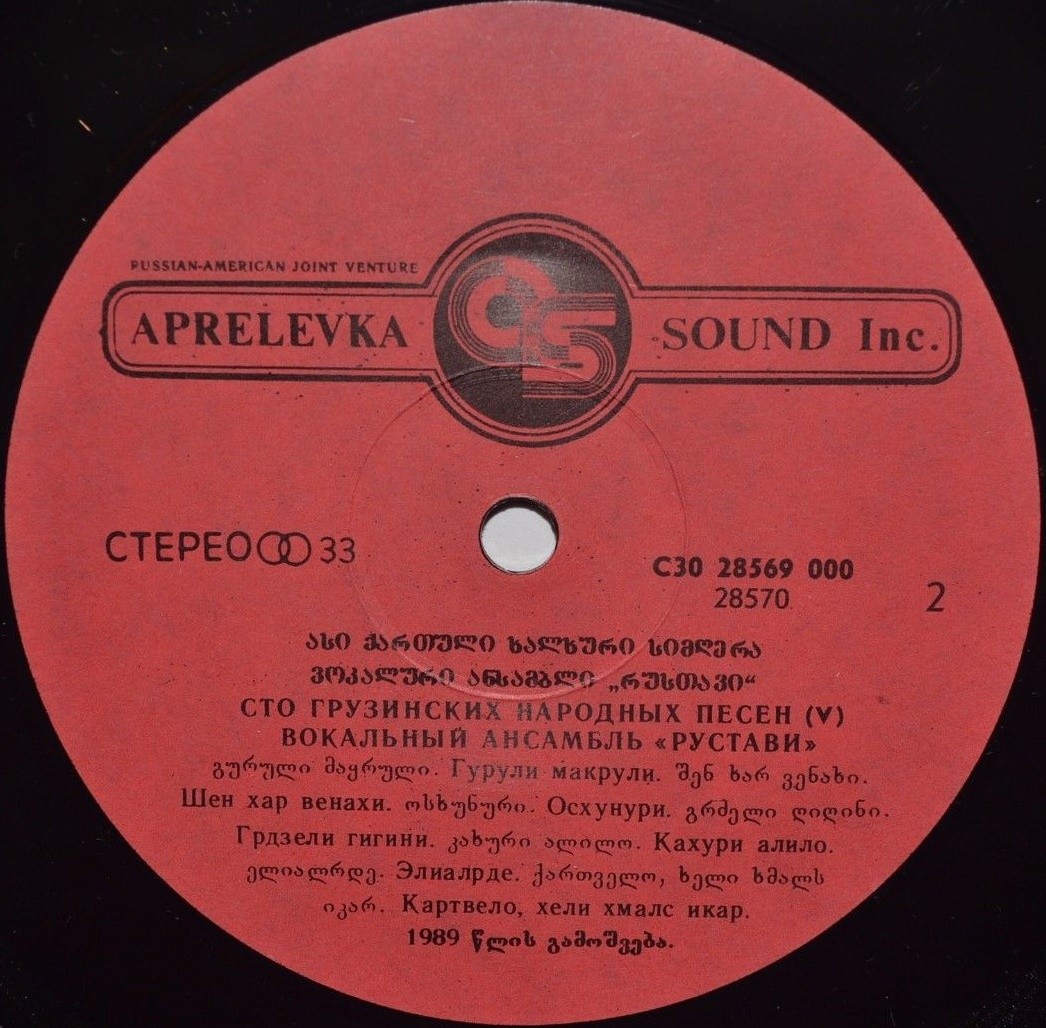 RUSSIAN-AMERICAN JOINT VENTURE
APRELEVKA SOUND Inc.
СТЕРЕО 33
С30 28569 000
28570
2
ასი ქართული ხალხური სიმღერა
ვოკალური ანსამბლი „რუსთავი“
СТО ГРУЗИНСКИХ НАРОДНЫХ ПЕСЕН (V)
ВОКАЛЬНЫЙ АНСАМБЛЬ «РУСТАВИ»
გურული მაყრული. Гурули макрули. შენ ხარ ვენახი.
Шен хар венахи. ოსხუნური. Осхунури. გრძელი ღიღინი.
Грдзели гигини. კახური ალილო. Кахури алило.
ელიალრდე. Элиалрде. ქართველო, ხელი ხმალს
იკარ. Картвело, хели хмалс икар.
1989 წლის გამოშვება.